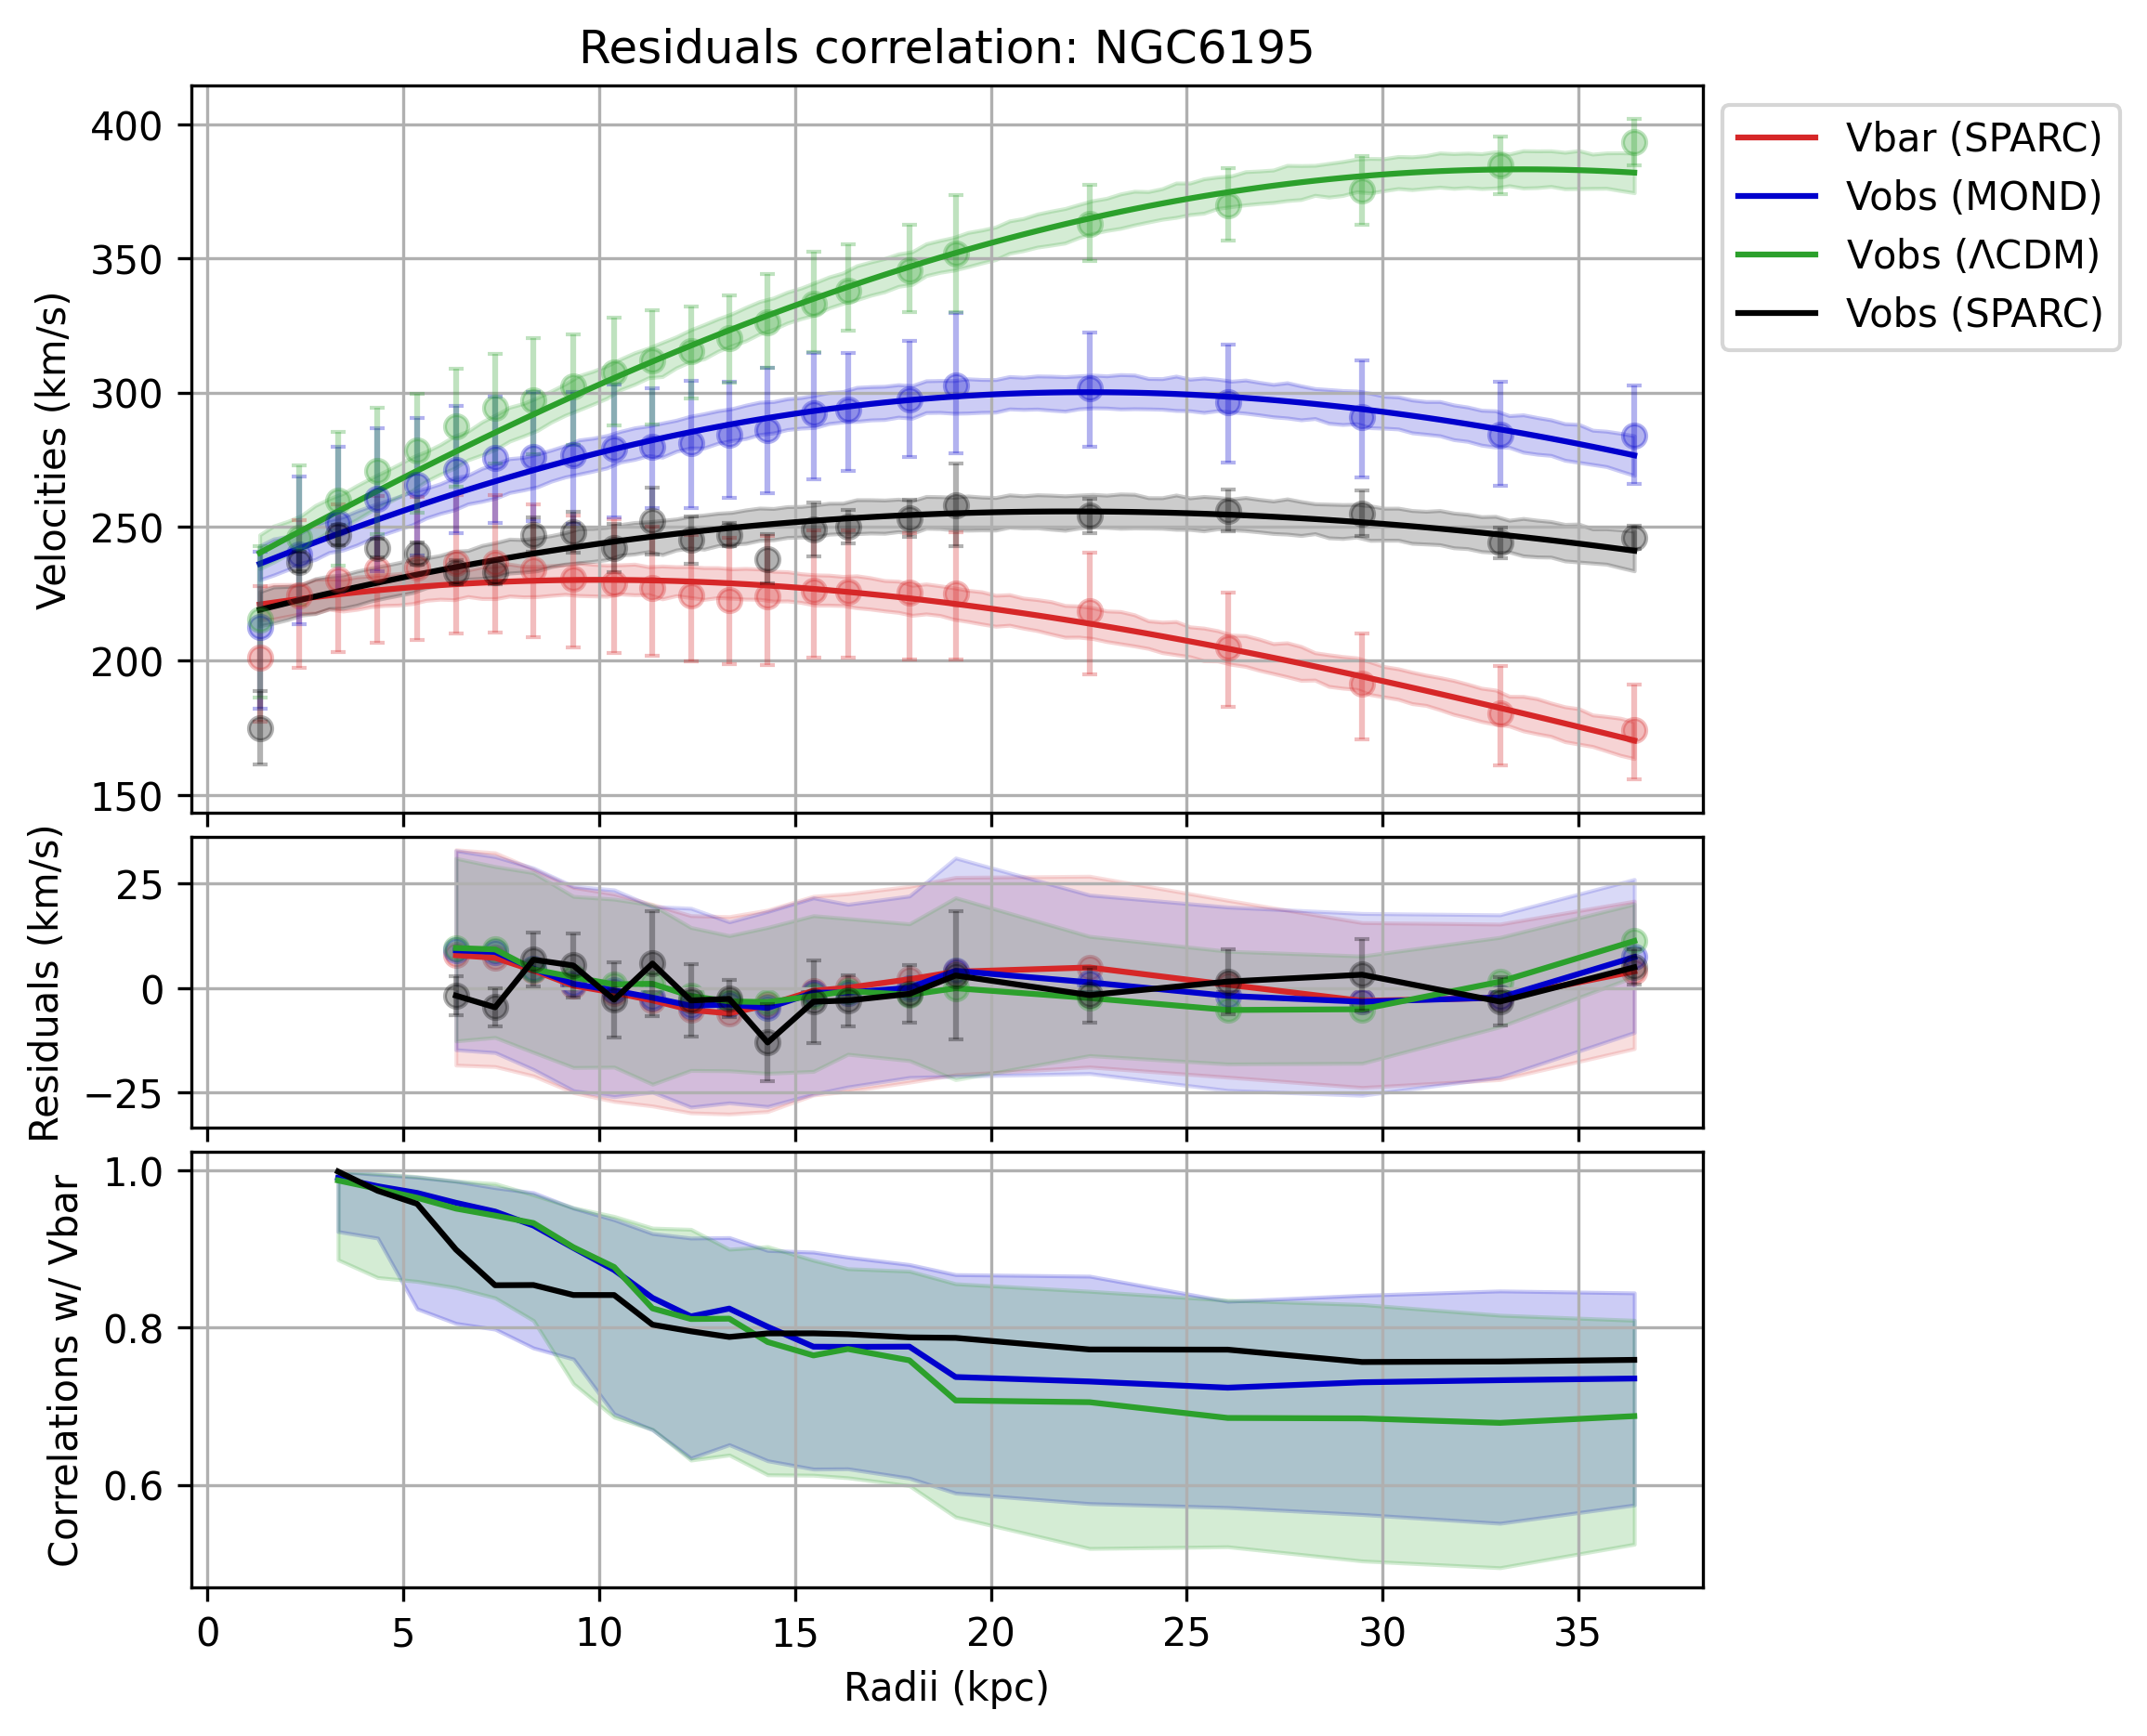 Residuals correlation: NGC6195
Velocities (km/s)
400
350
300
250
200
150
Vbar (SPARC)
Vobs (MOND)
Vobs (ΛCDM)
Vobs (SPARC)
Residuals (km/s)
25
0
−25
Correlations w/ Vbar
1.0
0.8
0.6
0 5 10 15 20 25 30 35
Radii (kpc)